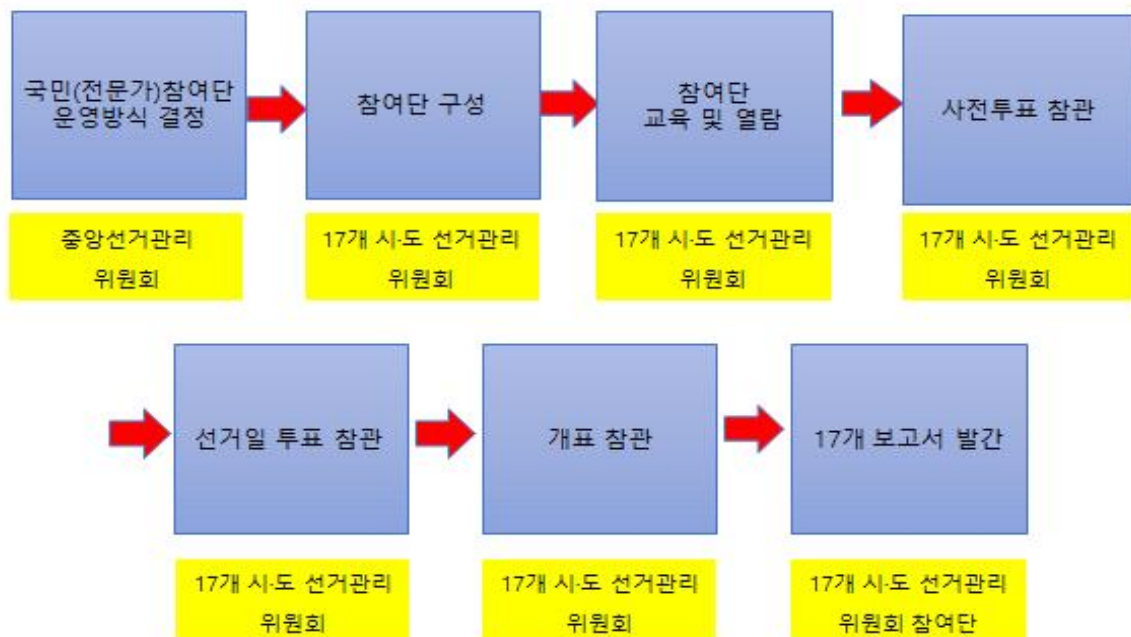 국민(전문가)참여단
운영방식 결정
참여단 구성
참여단
교육 및 열람
사전투표 참관
중앙선거관리
위원회
17개 시·도 선거관리
위원회
17개 시·도 선거관리
위원회
17개 시·도 선거관리
위원회
선거일 투표 참관
개표 참관
17개 보고서 발간
17개 시·도 선거관리
위원회
17개 시·도 선거관리
위원회
17개 시·도 선거관리
위원회 참여단